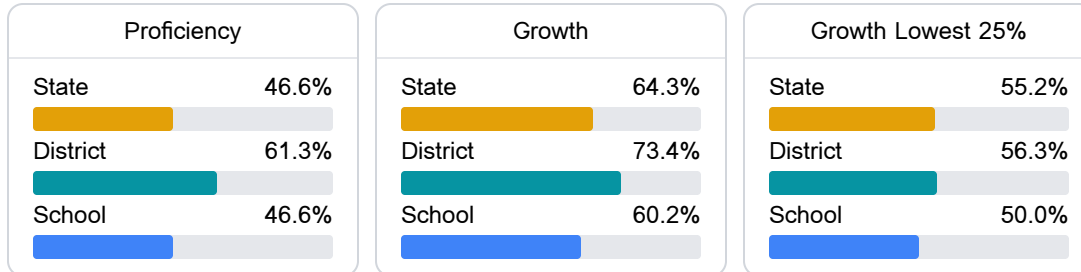 Proficiency
State 46.6%
District 61.3%
School 46.6%
Growth
State 64.3%
District 73.4%
School 60.2%
Growth Lowest 25%
State 55.2%
District 56.3%
School 50.0%